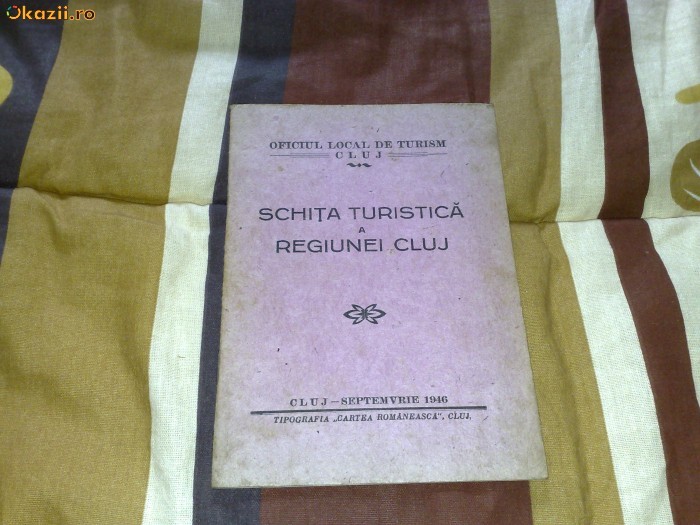 Okazii.ro
OFICIUL LOCAL DE TURISM
CLUJ
SCHIȚA TURISTICĂ
A
REGIUNEI CLUJ
CLUJ — SEPTEMVRIE 1946
TIPOGRAFIA „CARTEA ROMÂNEASCĂ", CLUJ.